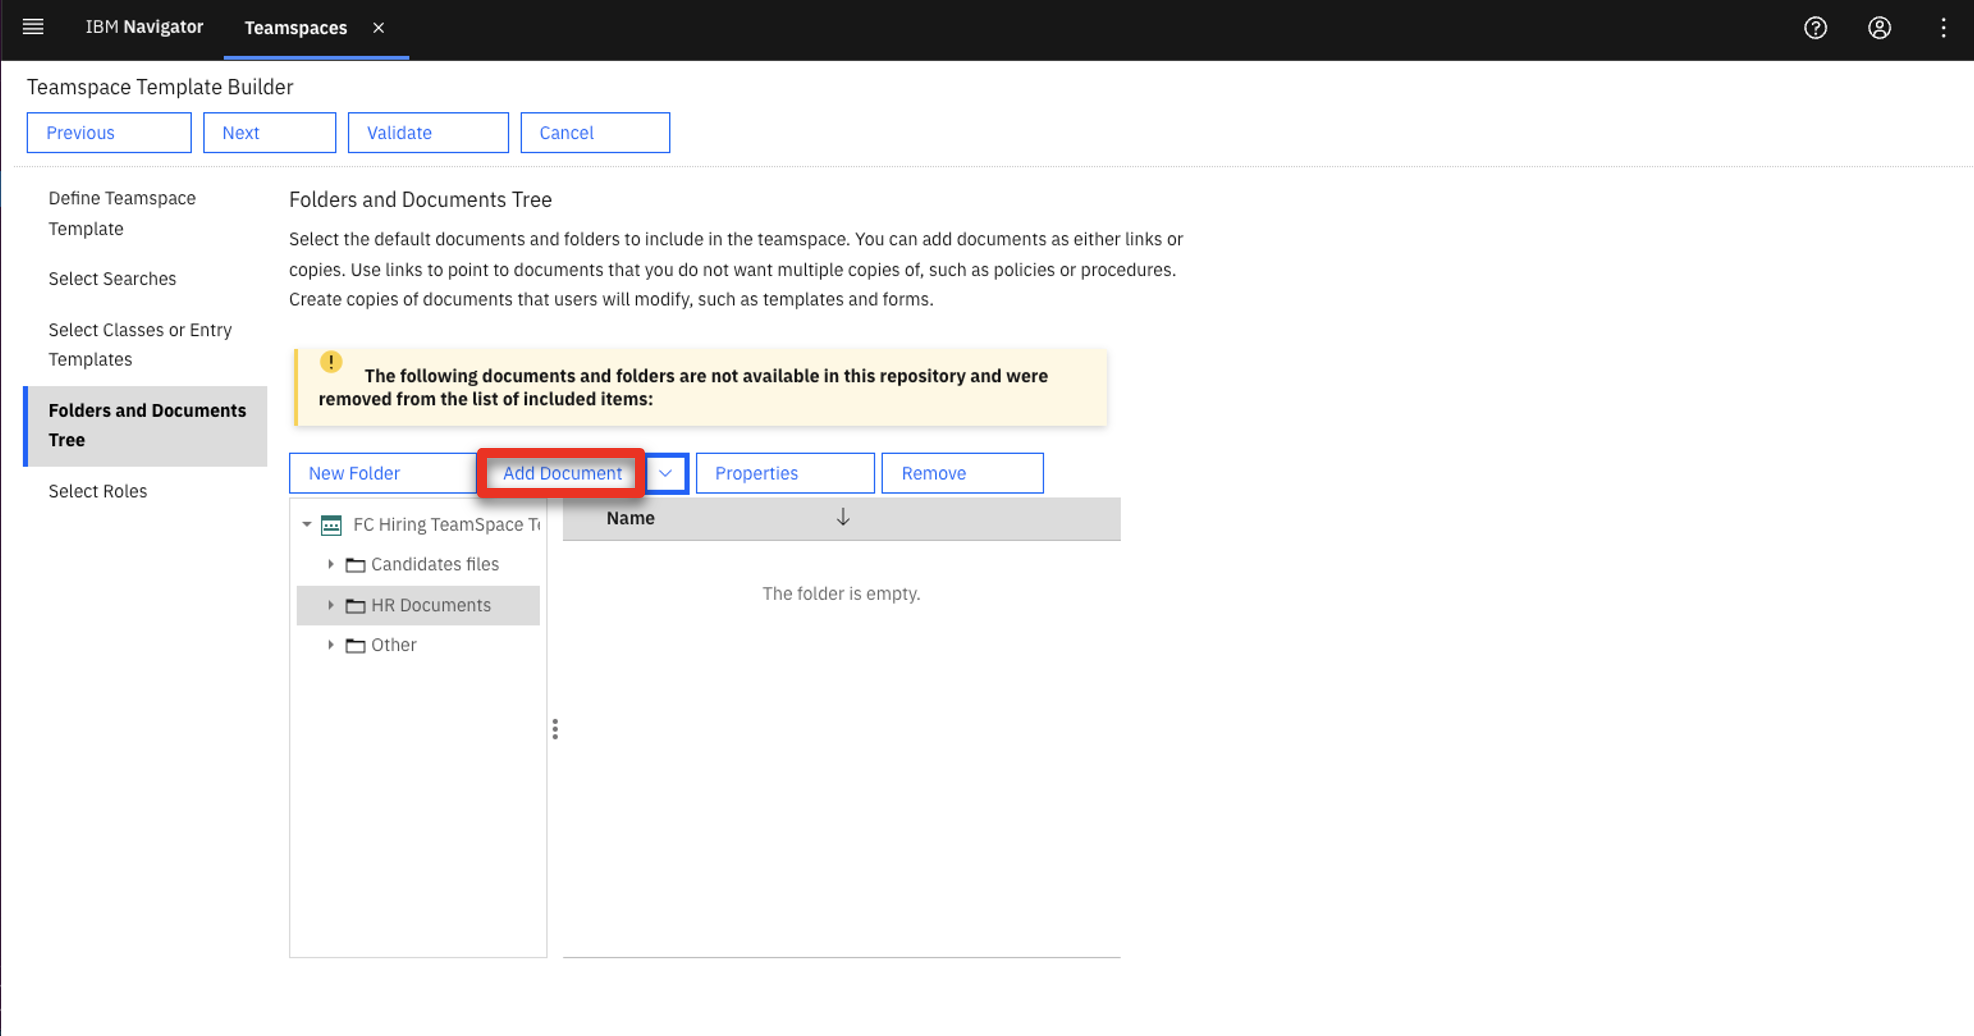 IBM Navigator
Teamspaces
Teamspace Template Builder
Previous
Next
Validate
Cancel
Define Teamspace
Template
Select Searches
Select Classes or Entry
Templates
Folders and Documents
Tree
Select Roles
Folders and Documents Tree
Select the default documents and folders to include in the teamspace. You can add documents as either links or
copies. Use links to point to documents that you do not want multiple copies of, such as policies or procedures.
Create copies of documents that users will modify, such as templates and forms.
The following documents and folders are not available in this repository and were
removed from the list of included items:
New Folder
Add Document
Properties
Remove
FC Hiring TeamSpace
Candidates files
HR Documents
Other
Name
The folder is empty.